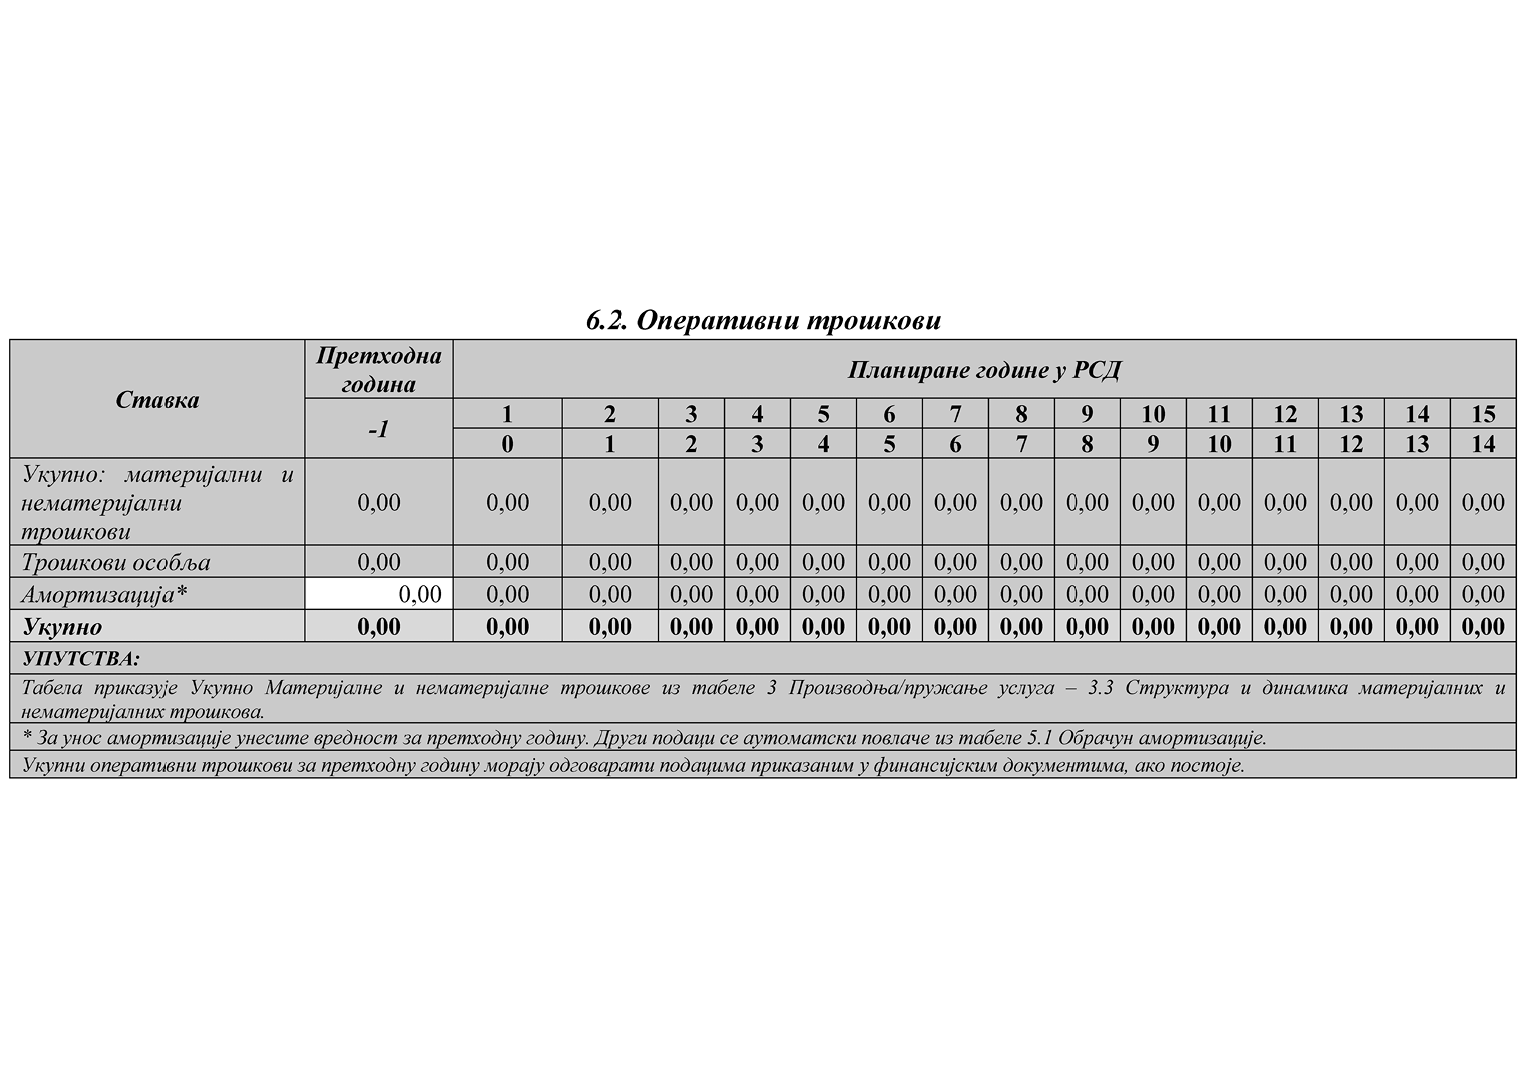 6.2. Оперативни трошкови
Ставка
Претходна
година
Планиране године у РСД
-1
1 2 3 4 5 6 7 8 9 10 11 12 13 14 15
0 1 2 3 4 5 6 7 8 9 10 11 12 13 14
Укупно: материјални и
нематеријални
трошкови
0,00 0,00 0,00 0,00 0,00 0,00 0,00 0,00 0,00 0,00 0,00 0,00 0,00 0,00 0,00 0,00
Трошкови особља 0,00 0,00 0,00 0,00 0,00 0,00 0,00 0,00 0,00 0,00 0,00 0,00 0,00 0,00 0,00 0,00
Амортизација* 0,00 0,00 0,00 0,00 0,00 0,00 0,00 0,00 0,00 0,00 0,00 0,00 0,00 0,00 0,00 0,00
Укупно 0,00 0,00 0,00 0,00 0,00 0,00 0,00 0,00 0,00 0,00 0,00 0,00 0,00 0,00 0,00 0,00
УПУТСТВА:
Табела приказује Укупно Материјалне и нематеријалне трошкове из табеле 3 Производња/пружање услуга – 3.3 Структура и динамика материјалних и
нематеријалних трошкова.
* За унос амортизације унесите вредност за претходну годину. Други подаци се аутоматски повлаче из табеле 5.1 Обрачун амортизације.
Укупни оперативни трошкови за претходну годину морају одговарати подацима приказаним у финансијским документима, ако постоје.